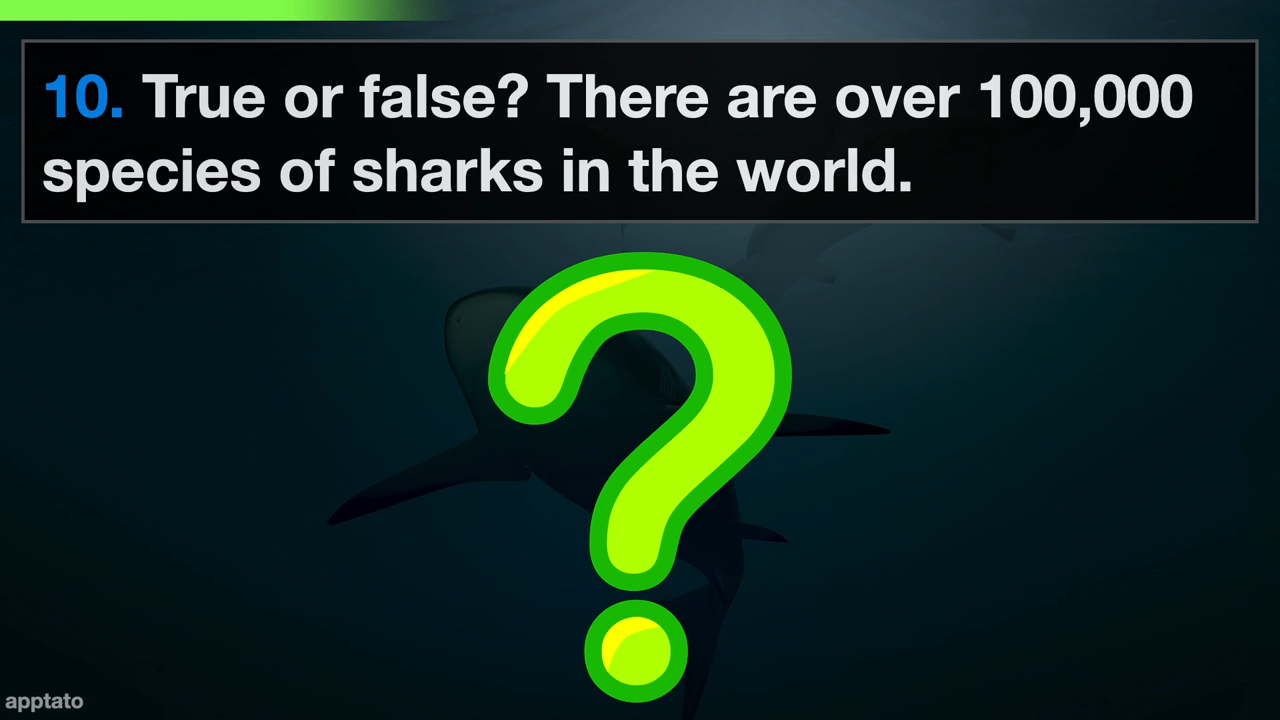 10. True or false? There are over 100,000
species of sharks in the world.
apptato